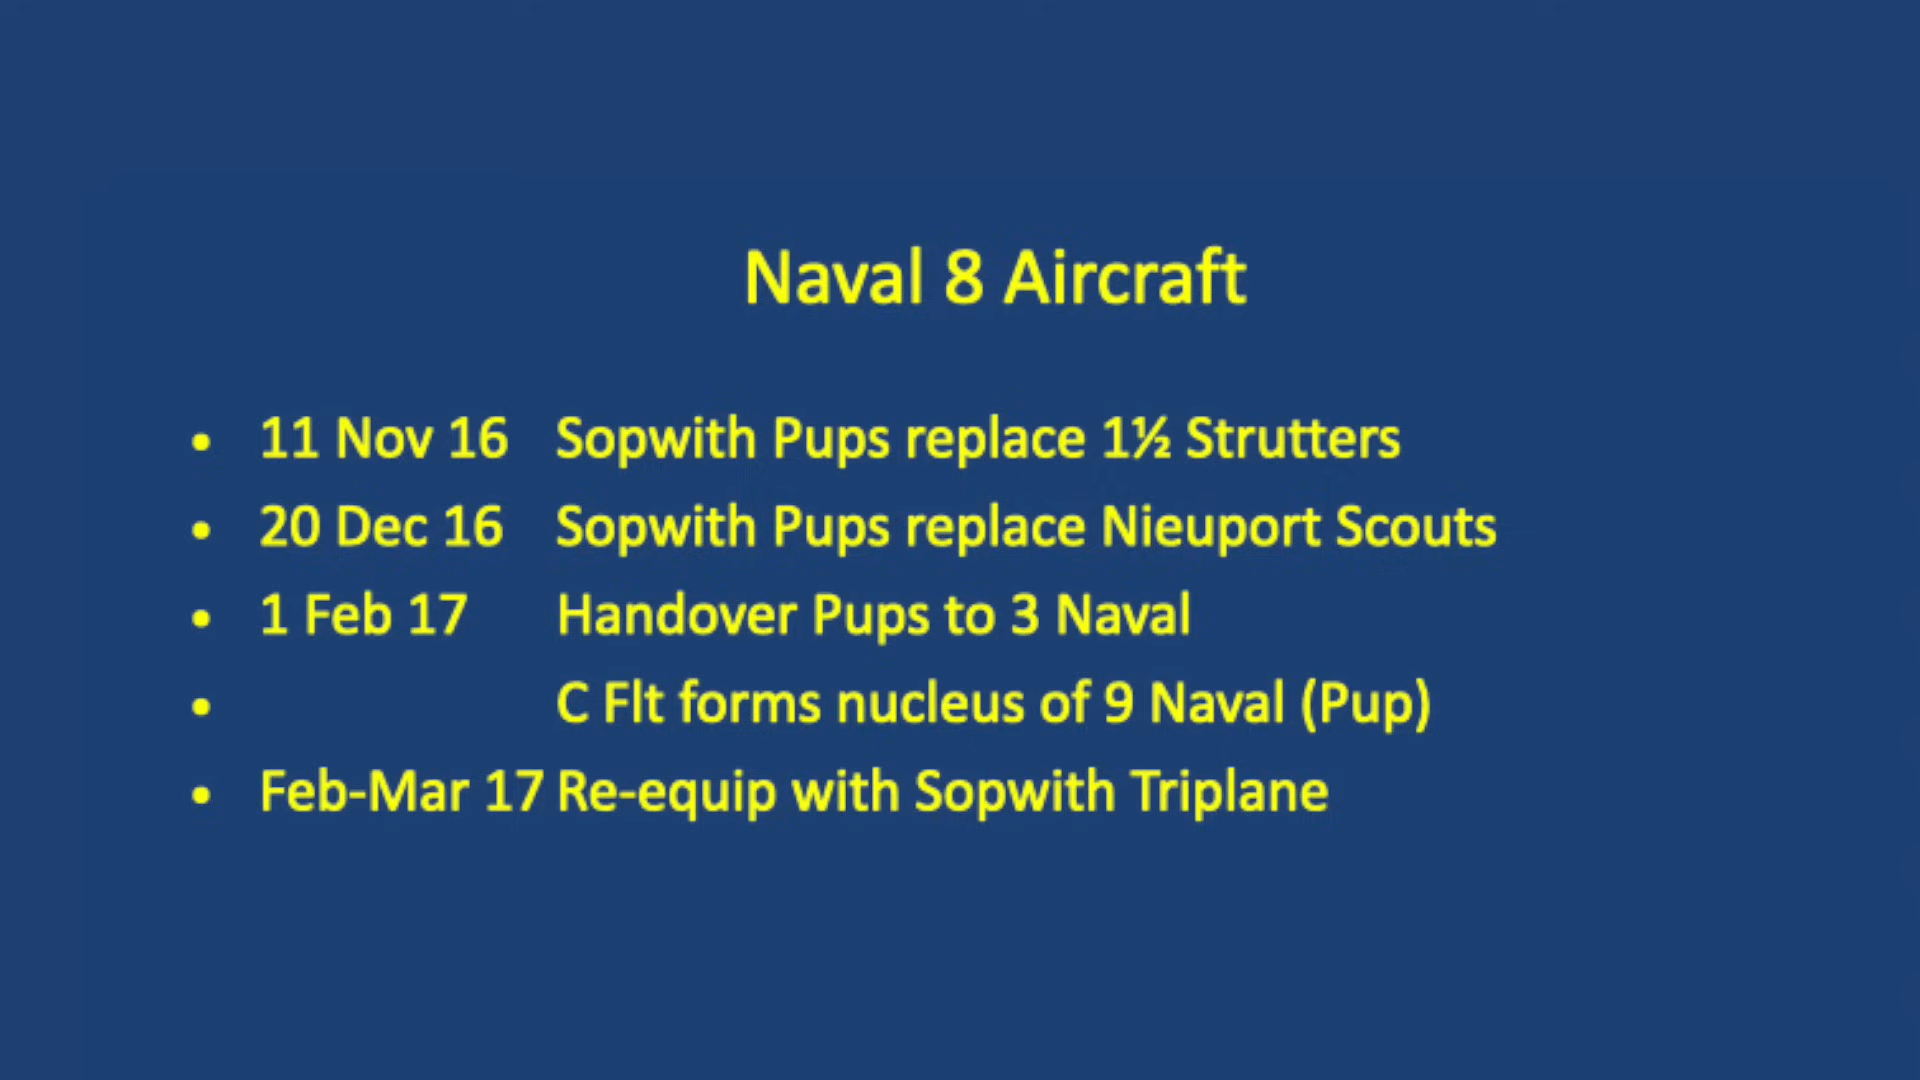 Naval 8 Aircraft
• 11 Nov 16 Sopwith Pups replace 1½ Strutters
• 20 Dec 16 Sopwith Pups replace Nieuport Scouts
• 1 Feb 17 Handover Pups to 3 Naval
• C Flt forms nucleus of 9 Naval (Pup)
• Feb-Mar 17 Re-equip with Sopwith Triplane